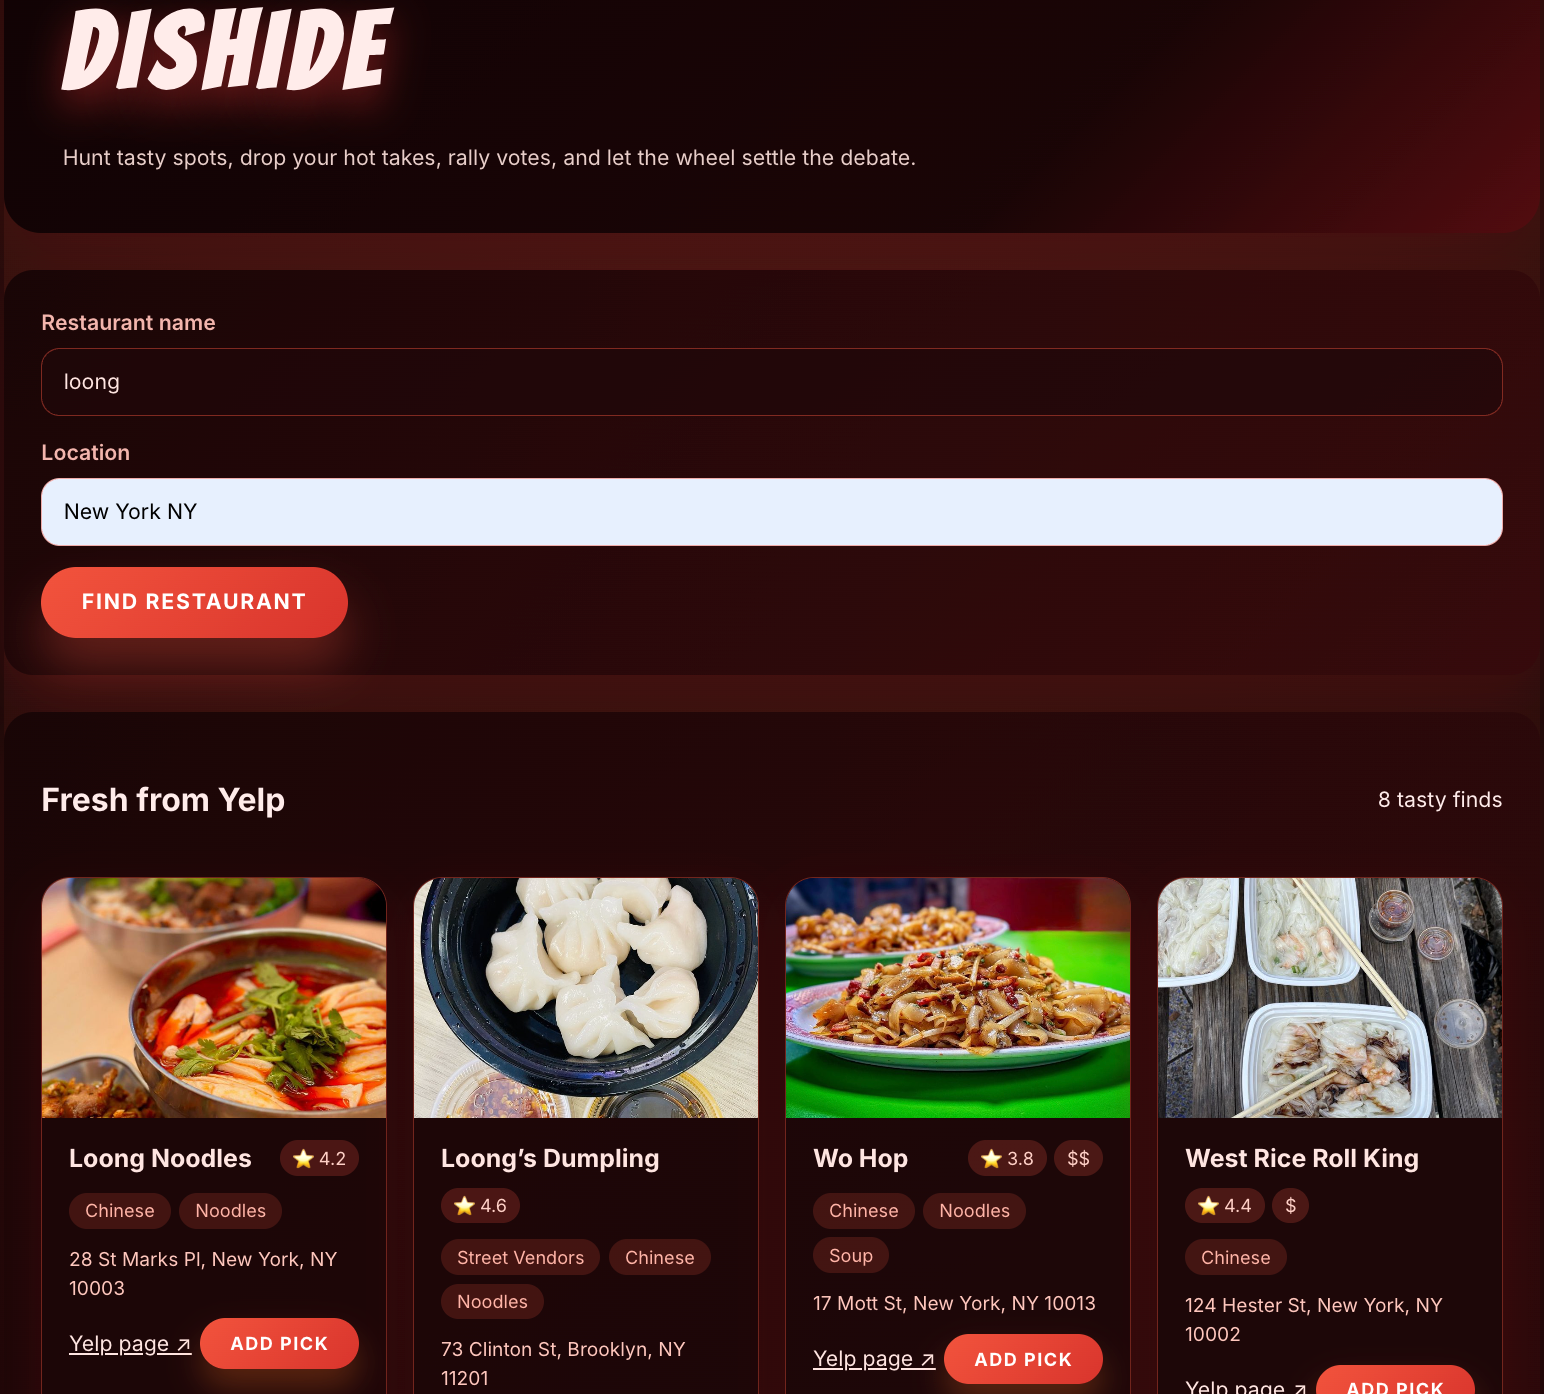 DISHIDE
Hunt tasty spots, drop your hot takes, rally votes, and let the wheel settle the debate.
Restaurant name
loong
Location
New York NY
FIND RESTAURANT
Fresh from Yelp
8 tasty finds
Loong Noodles
⭐ 4.2
Chinese
Noodles
28 St Marks Pl, New York, NY
10003
Yelp page ↗
ADD PICK
Loong’s Dumpling
⭐ 4.6
Street Vendors
Chinese
Noodles
73 Clinton St, Brooklyn, NY
11201
Wo Hop
⭐ 3.8
$$
Chinese
Noodles
Soup
17 Mott St, New York, NY 10013
Yelp page ↗
ADD PICK
West Rice Roll King
⭐ 4.4
$
Chinese
124 Hester St, New York, NY
10002
Yelp page ↗
ADD PICK